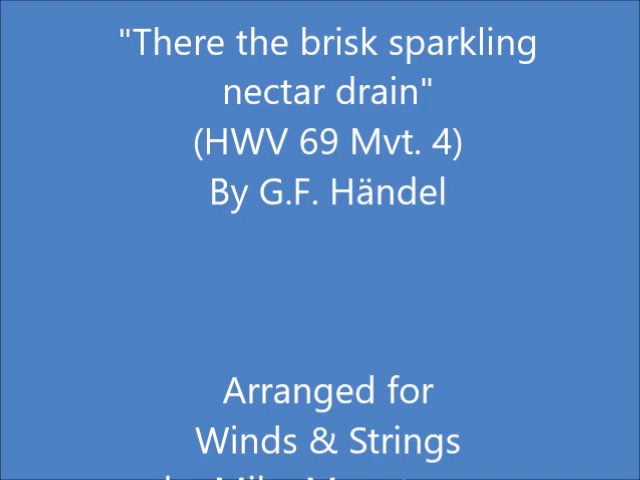 "There the brisk sparkling
nectar drain"
(HWV 69 Mvt. 4)
By G.F. Händel
Arranged for
Winds & Strings